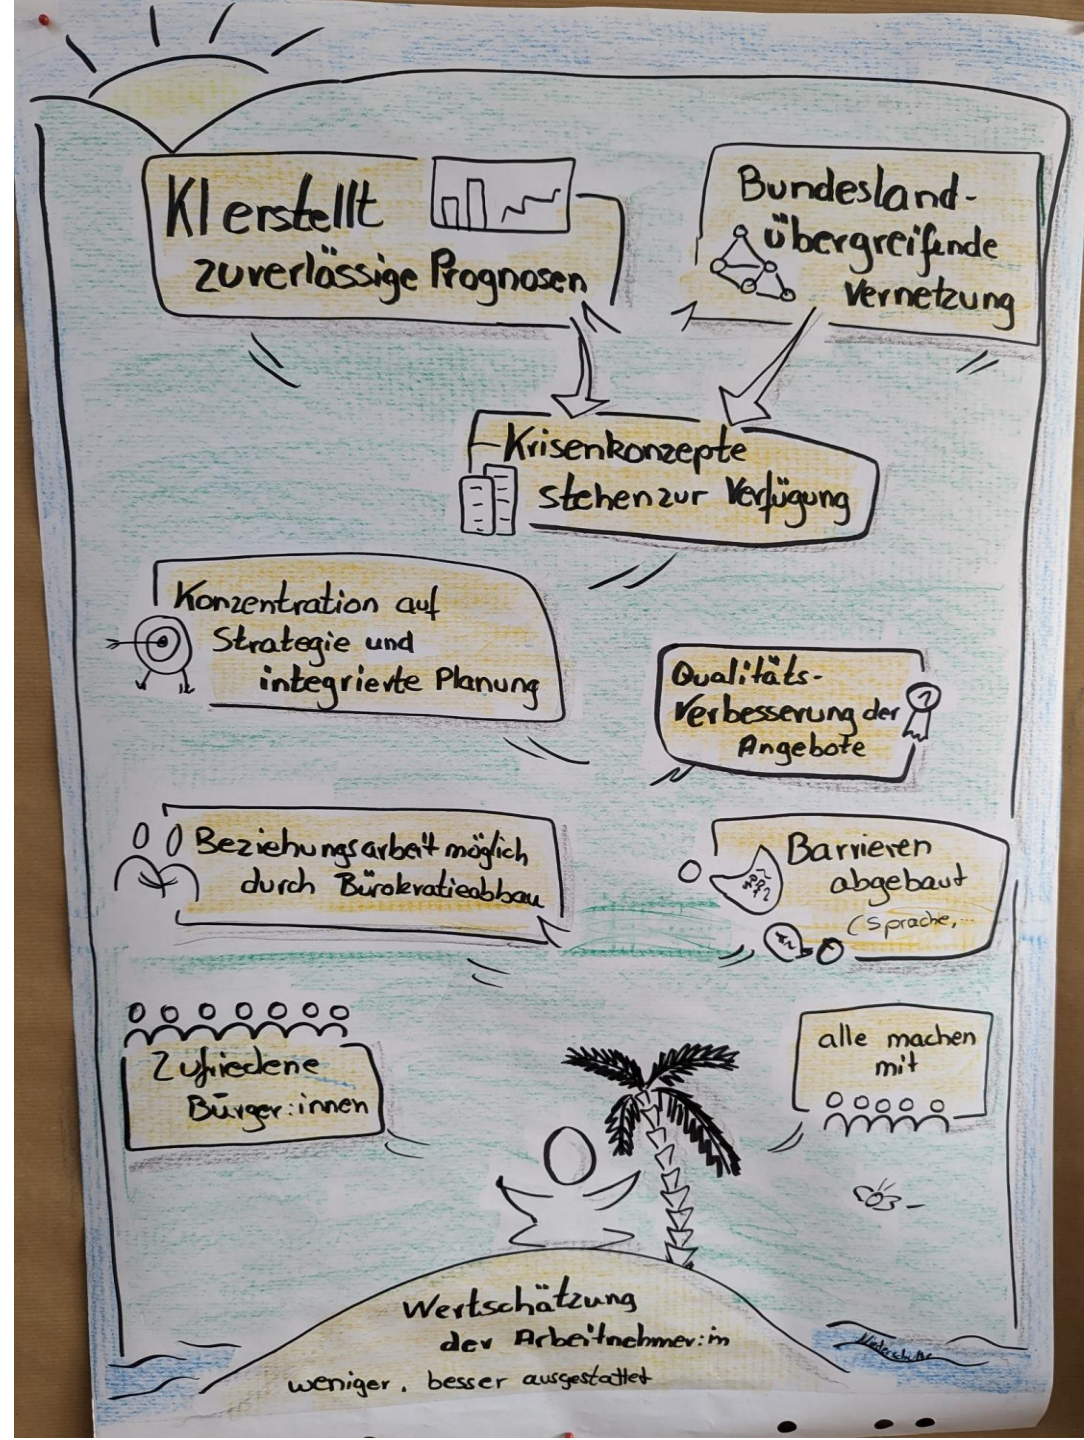 KI erstellt
zuverlässige Prognosen
Bundesland-
übergreifende
Vernetzung
Krisenkonzepte
stehen zur Verfügung
Konzentration auf
Strategie und
integrierte Planung
Qualitäts-
Verbesserung der
Angebote
Beziehungsarbeit möglich
durch Bürokratieabbau
Barrieren
abgebaut
(Sprache, ...
Zufriedene
Bürger:innen
alle machen
mit
Wertschätzung
der Arbeitnehmer:in
weniger, besser ausgestattet